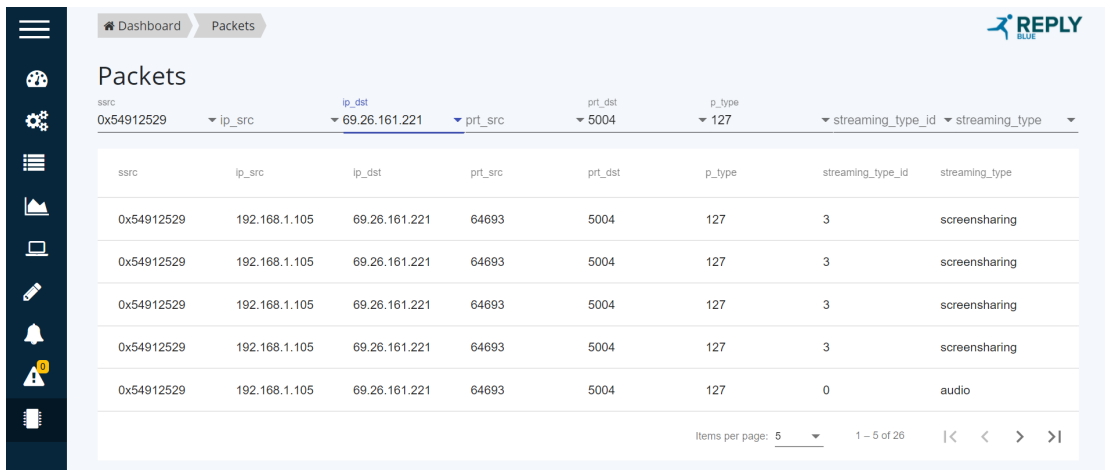 Dashboard Packets
REPLY
BLUE
Packets
ssrc ip_dst prt_dst p_type
0x54912529 ip_src 69.26.161.221 prt_src 5004 127 streaming_type_id streaming_type
ssrc ip_src ip_dst prt_src prt_dst p_type streaming_type_id streaming_type
0x54912529 192.168.1.105 69.26.161.221 64693 5004 127 3 screensharing
0x54912529 192.168.1.105 69.26.161.221 64693 5004 127 3 screensharing
0x54912529 192.168.1.105 69.26.161.221 64693 5004 127 3 screensharing
0x54912529 192.168.1.105 69.26.161.221 64693 5004 127 3 screensharing
0x54912529 192.168.1.105 69.26.161.221 64693 5004 127 0 audio
0
Items per page: 5 1 – 5 of 26